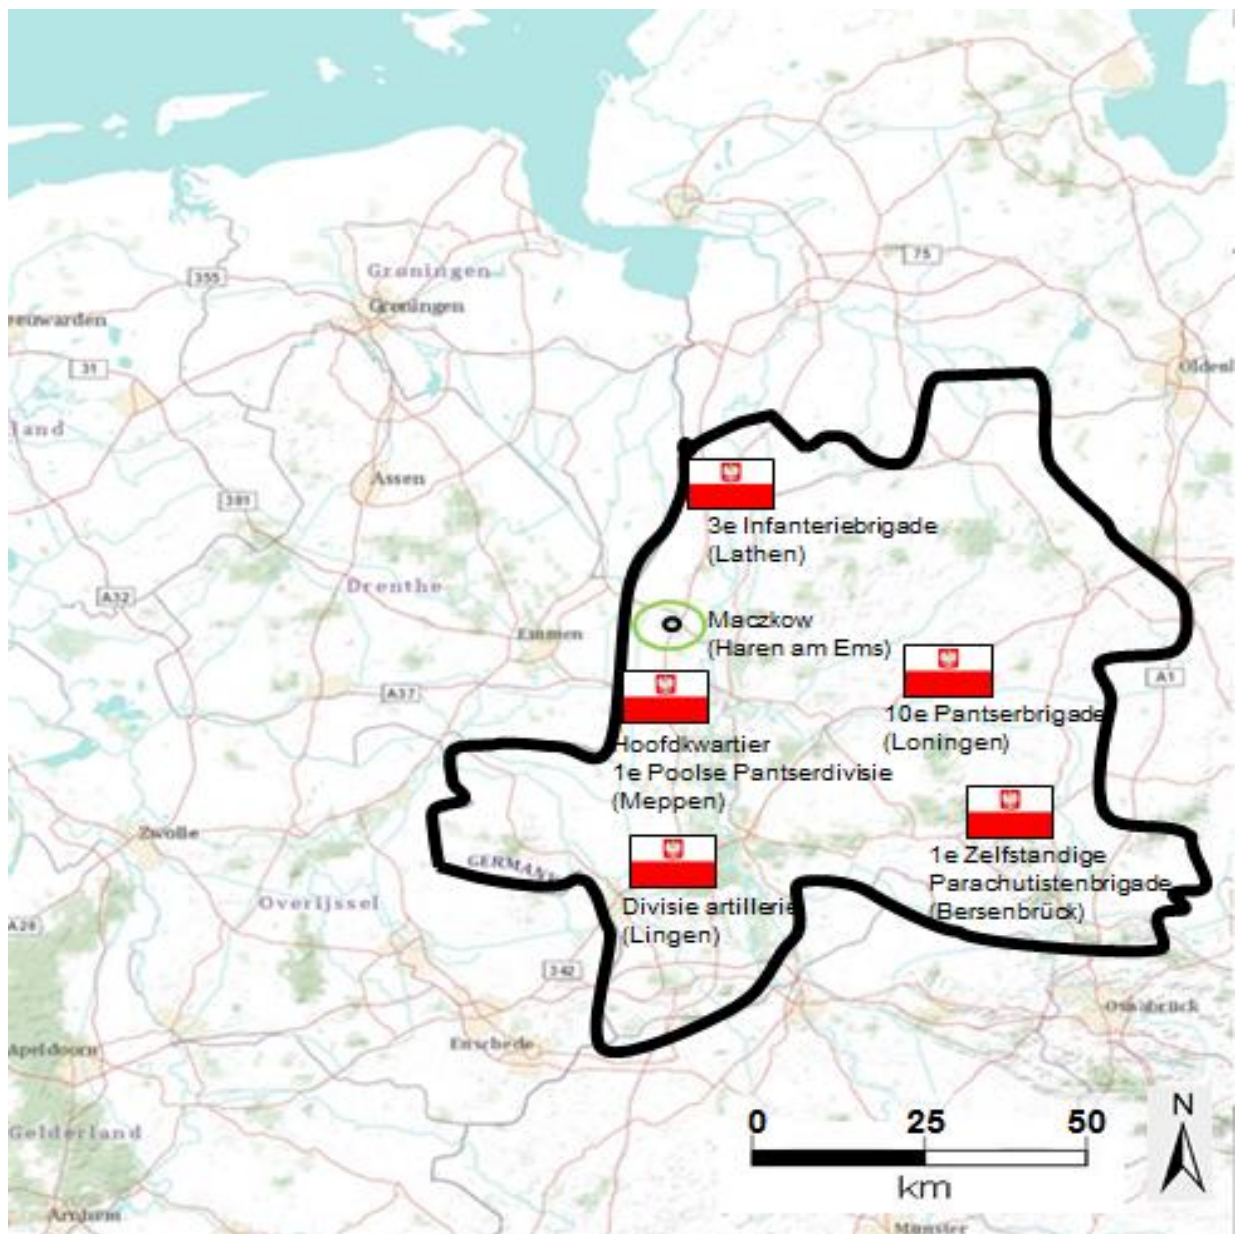 75
355
Groningen
Groningen
euwarden
31
Oldenl
land
Assen
381
3e Infanteriebrigade
(Lathen)
Drenthe
A32
Emmen
Maczkow
(Haren am Ems)
A37
A1
10e Pantserbrigade
(Loningen)
Hoofdkwartier
1e Poolse Pantserdivisie
(Meppen)
Zwolle
GERMANY
1e Zelfstandige
Parachutistenbrigade
(Bersenbrück)
Overijssel
Divisie artillerie
(Lingen)
A28
342
Osnabrück
Enschede
Apeldoorn
Gelderland
0 25 50
km
N
Arnhem
Münster